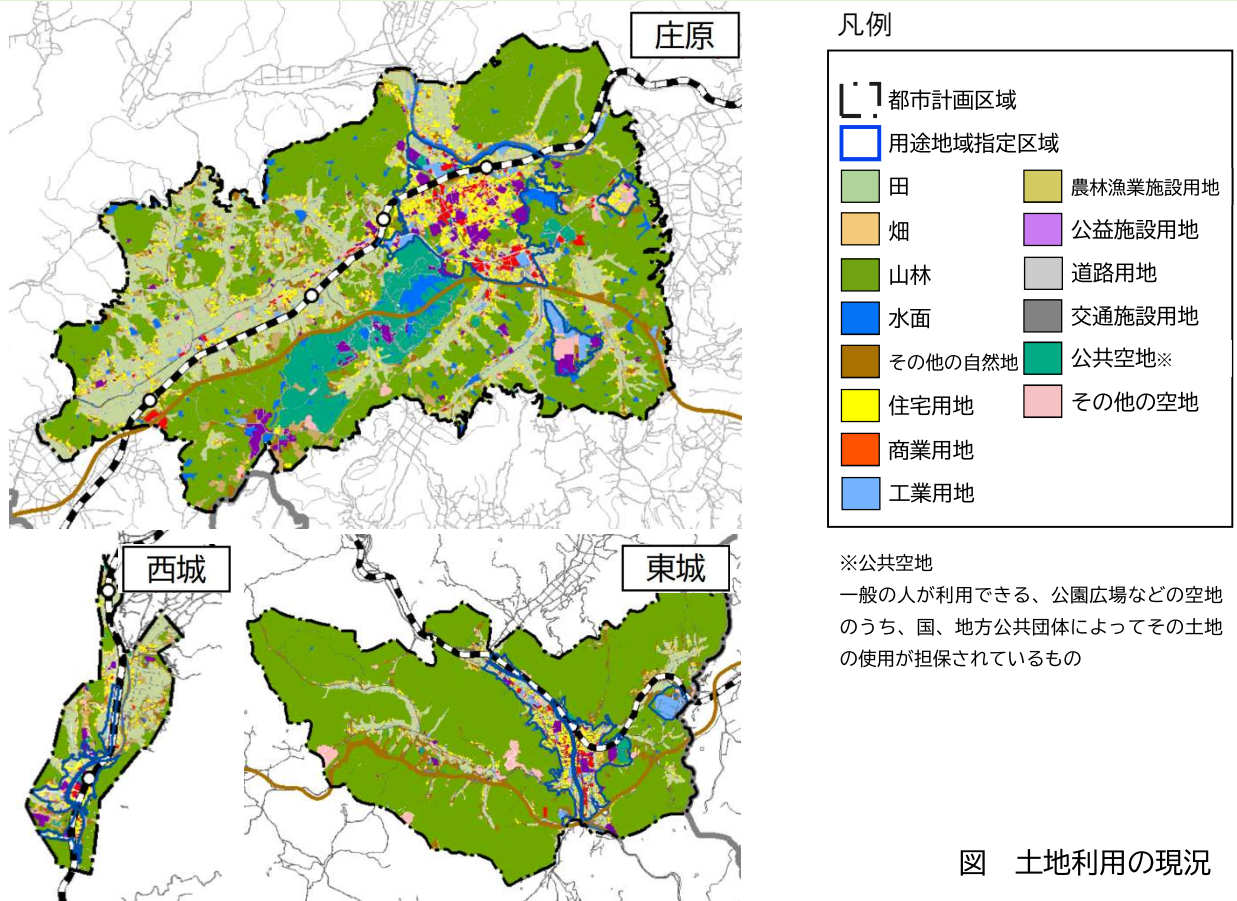 庄原
凡例
都市計画区域
用途地域指定区域
田
農林漁業施設用地
畑
公益施設用地
山林
道路用地
水面
交通施設用地
その他の自然地
公共空地※
住宅用地
その他の空地
商業用地
工業用地
西城
東城
※公共空地
一般の人が利用できる、公園広場などの空地
のうち、国、地方公共団体によってその土地
の使用が担保されているもの
図　土地利用の現況